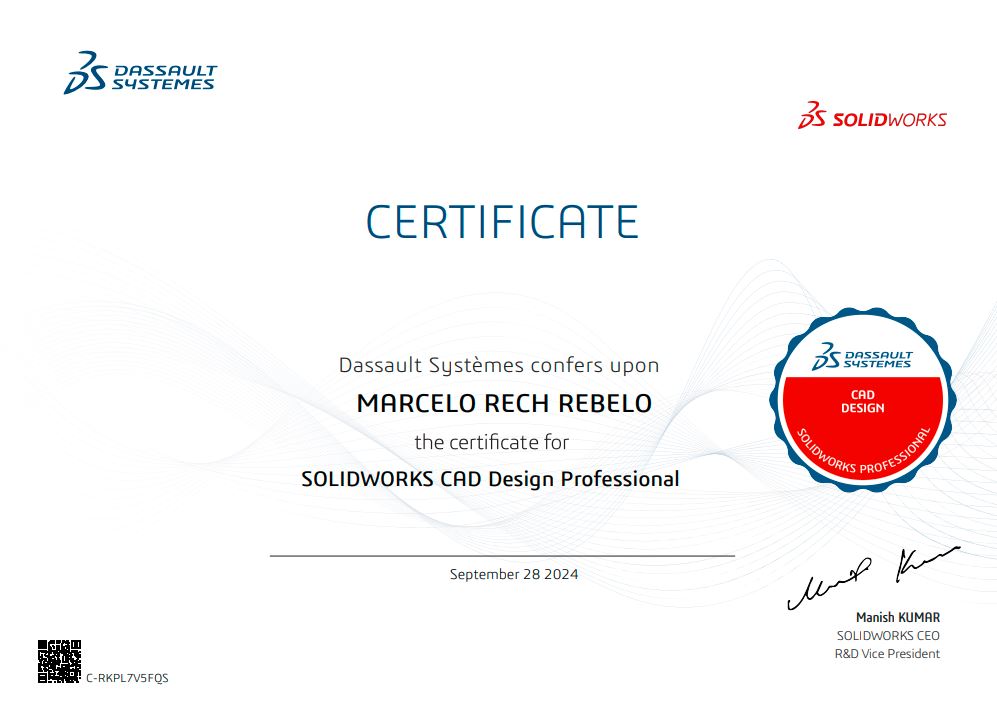 DASSAULT
SYSTEMES
SOLIDWORKS
CERTIFICATE
Dassault Systèmes confers upon
MARCELO RECH REBELO
the certificate for
SOLIDWORKS CAD Design Professional
DASSAULT
SYSTEMES
CAD
DESIGN
SOLIDWORKS PROFESSIONAL
September 28 2024
Manish KUMAR
SOLIDWORKS CEO
R&D Vice President
C-RKPL7V5FQS